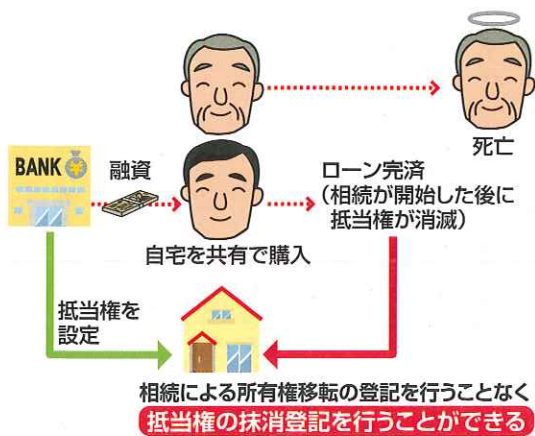 死亡
BANK ¥
融資
ローン完済
(相続が開始した後に
抵当権が消滅)
自宅を共有で購入
抵当権を
設定
相続による所有権移転の登記を行うことなく
抵当権の抹消登記を行うことができる